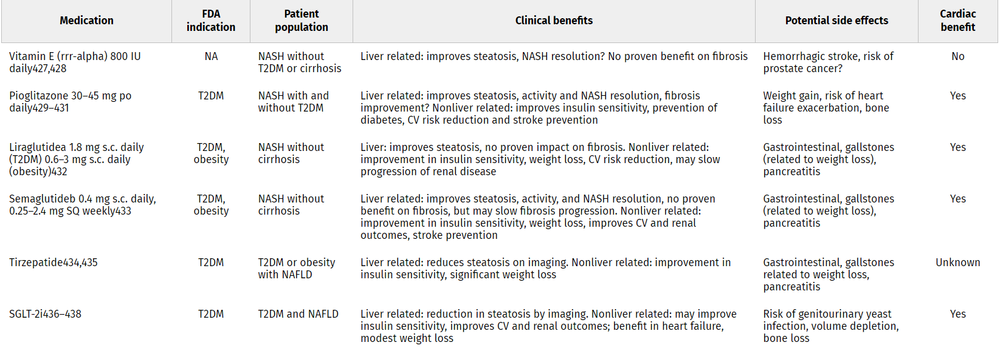 Medication
FDA
indication
Patient
population
Clinical benefits
Potential side effects
Cardiac
benefit
Vitamin E (rrr-alpha) 800 IU
daily427,428
NA
NASH without
T2DM or cirrhosis
Liver related: improves steatosis, NASH resolution? No proven benefit on fibrosis
Hemorrhagic stroke, risk of
prostate cancer?
No
Pioglitazone 30–45 mg po
daily429–431
T2DM
NASH with and
without T2DM
Liver related: improves steatosis, activity and NASH resolution, fibrosis
improvement? Nonliver related: improves insulin sensitivity, prevention of
diabetes, CV risk reduction and stroke prevention
Weight gain, risk of heart
failure exacerbation, bone
loss
Yes
Liraglutidea 1.8 mg s.c. daily
(T2DM) 0.6–3 mg s.c. daily
(obesity)432
T2DM,
obesity
NASH without
cirrhosis
Liver: improves steatosis, no proven impact on fibrosis. Nonliver related:
improvement in insulin sensitivity, weight loss, CV risk reduction, may slow
progression of renal disease
Gastrointestinal, gallstones
(related to weight loss),
pancreatitis
Yes
Semaglutideb 0.4 mg s.c. daily,
0.25–2.4 mg SQ weekly433
T2DM,
obesity
NASH without
cirrhosis
Liver related: improves steatosis, activity, and NASH resolution, no proven
benefit on fibrosis, but may slow fibrosis progression. Nonliver related:
improvement in insulin sensitivity, weight loss, improves CV and renal
outcomes, stroke prevention
Gastrointestinal, gallstones
(related to weight loss),
pancreatitis
Yes
Tirzepatide434,435
T2DM
T2DM or obesity
with NAFLD
Liver related: reduces steatosis on imaging. Nonliver related: improvement in
insulin sensitivity, significant weight loss
Gastrointestinal, gallstones
related to weight loss,
pancreatitis
Unknown
SGLT-2i436–438
T2DM
T2DM and NAFLD
Liver related: reduction in steatosis by imaging. Nonliver related: may improve
insulin sensitivity, improves CV and renal outcomes; benefit in heart failure,
modest weight loss
Risk of genitourinary yeast
infection, volume depletion,
bone loss
Yes